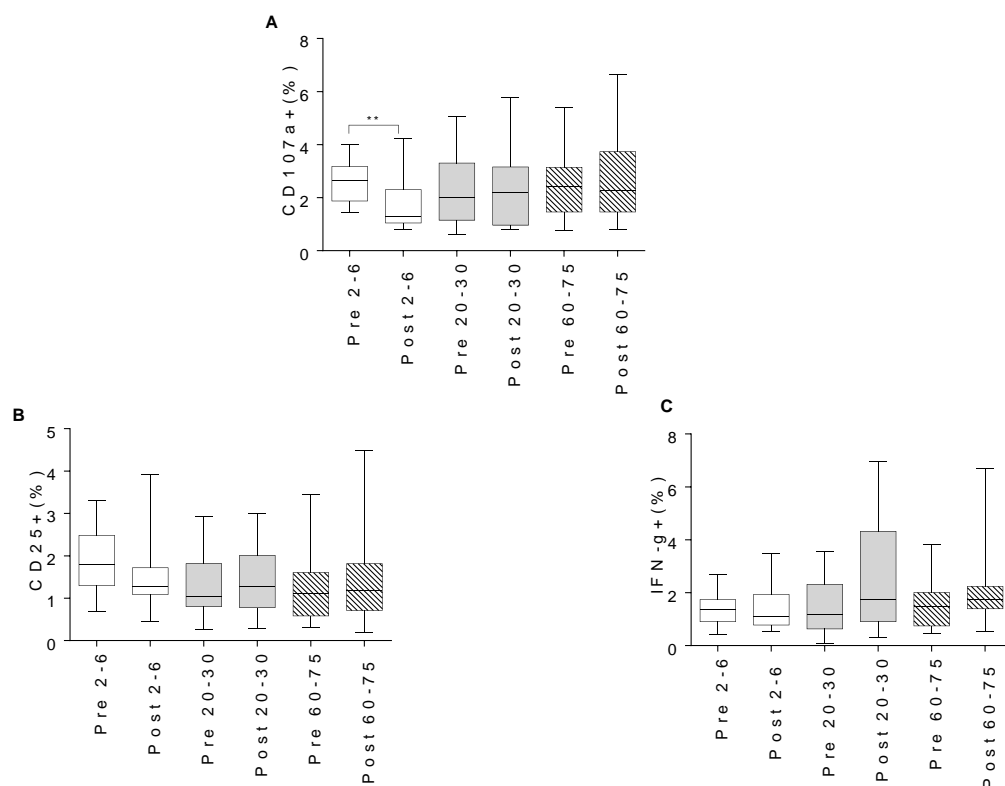 A
8
6
4
2
0
CD107a+(%)
**
Pre 2-6
Post 2-6
Pre 20-30
Post 20-30
Pre 60-75
Post 60-75
B
5
4
3
2
1
0
CD25+(%)
Pre 2-6
Post 2-6
Pre 20-30
Post 20-30
Pre 60-75
Post 60-75
C
8
6
4
2
0
IFN-g+(%)
Pre 2-6
Post 2-6
Pre 20-30
Post 20-30
Pre 60-75
Post 60-75